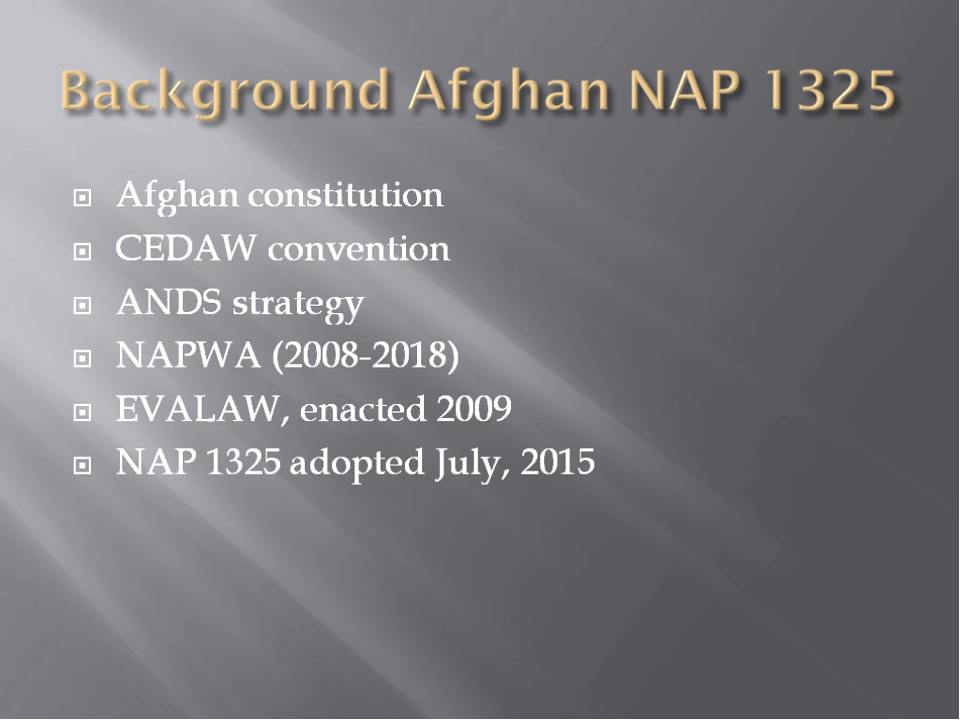 Background Afghan NAP 1325
Afghan constitution
CEDAW convention
ANDS strategy
NAPWA (2008-2018)
EVALAW, enacted 2009
NAP 1325 adopted July, 2015